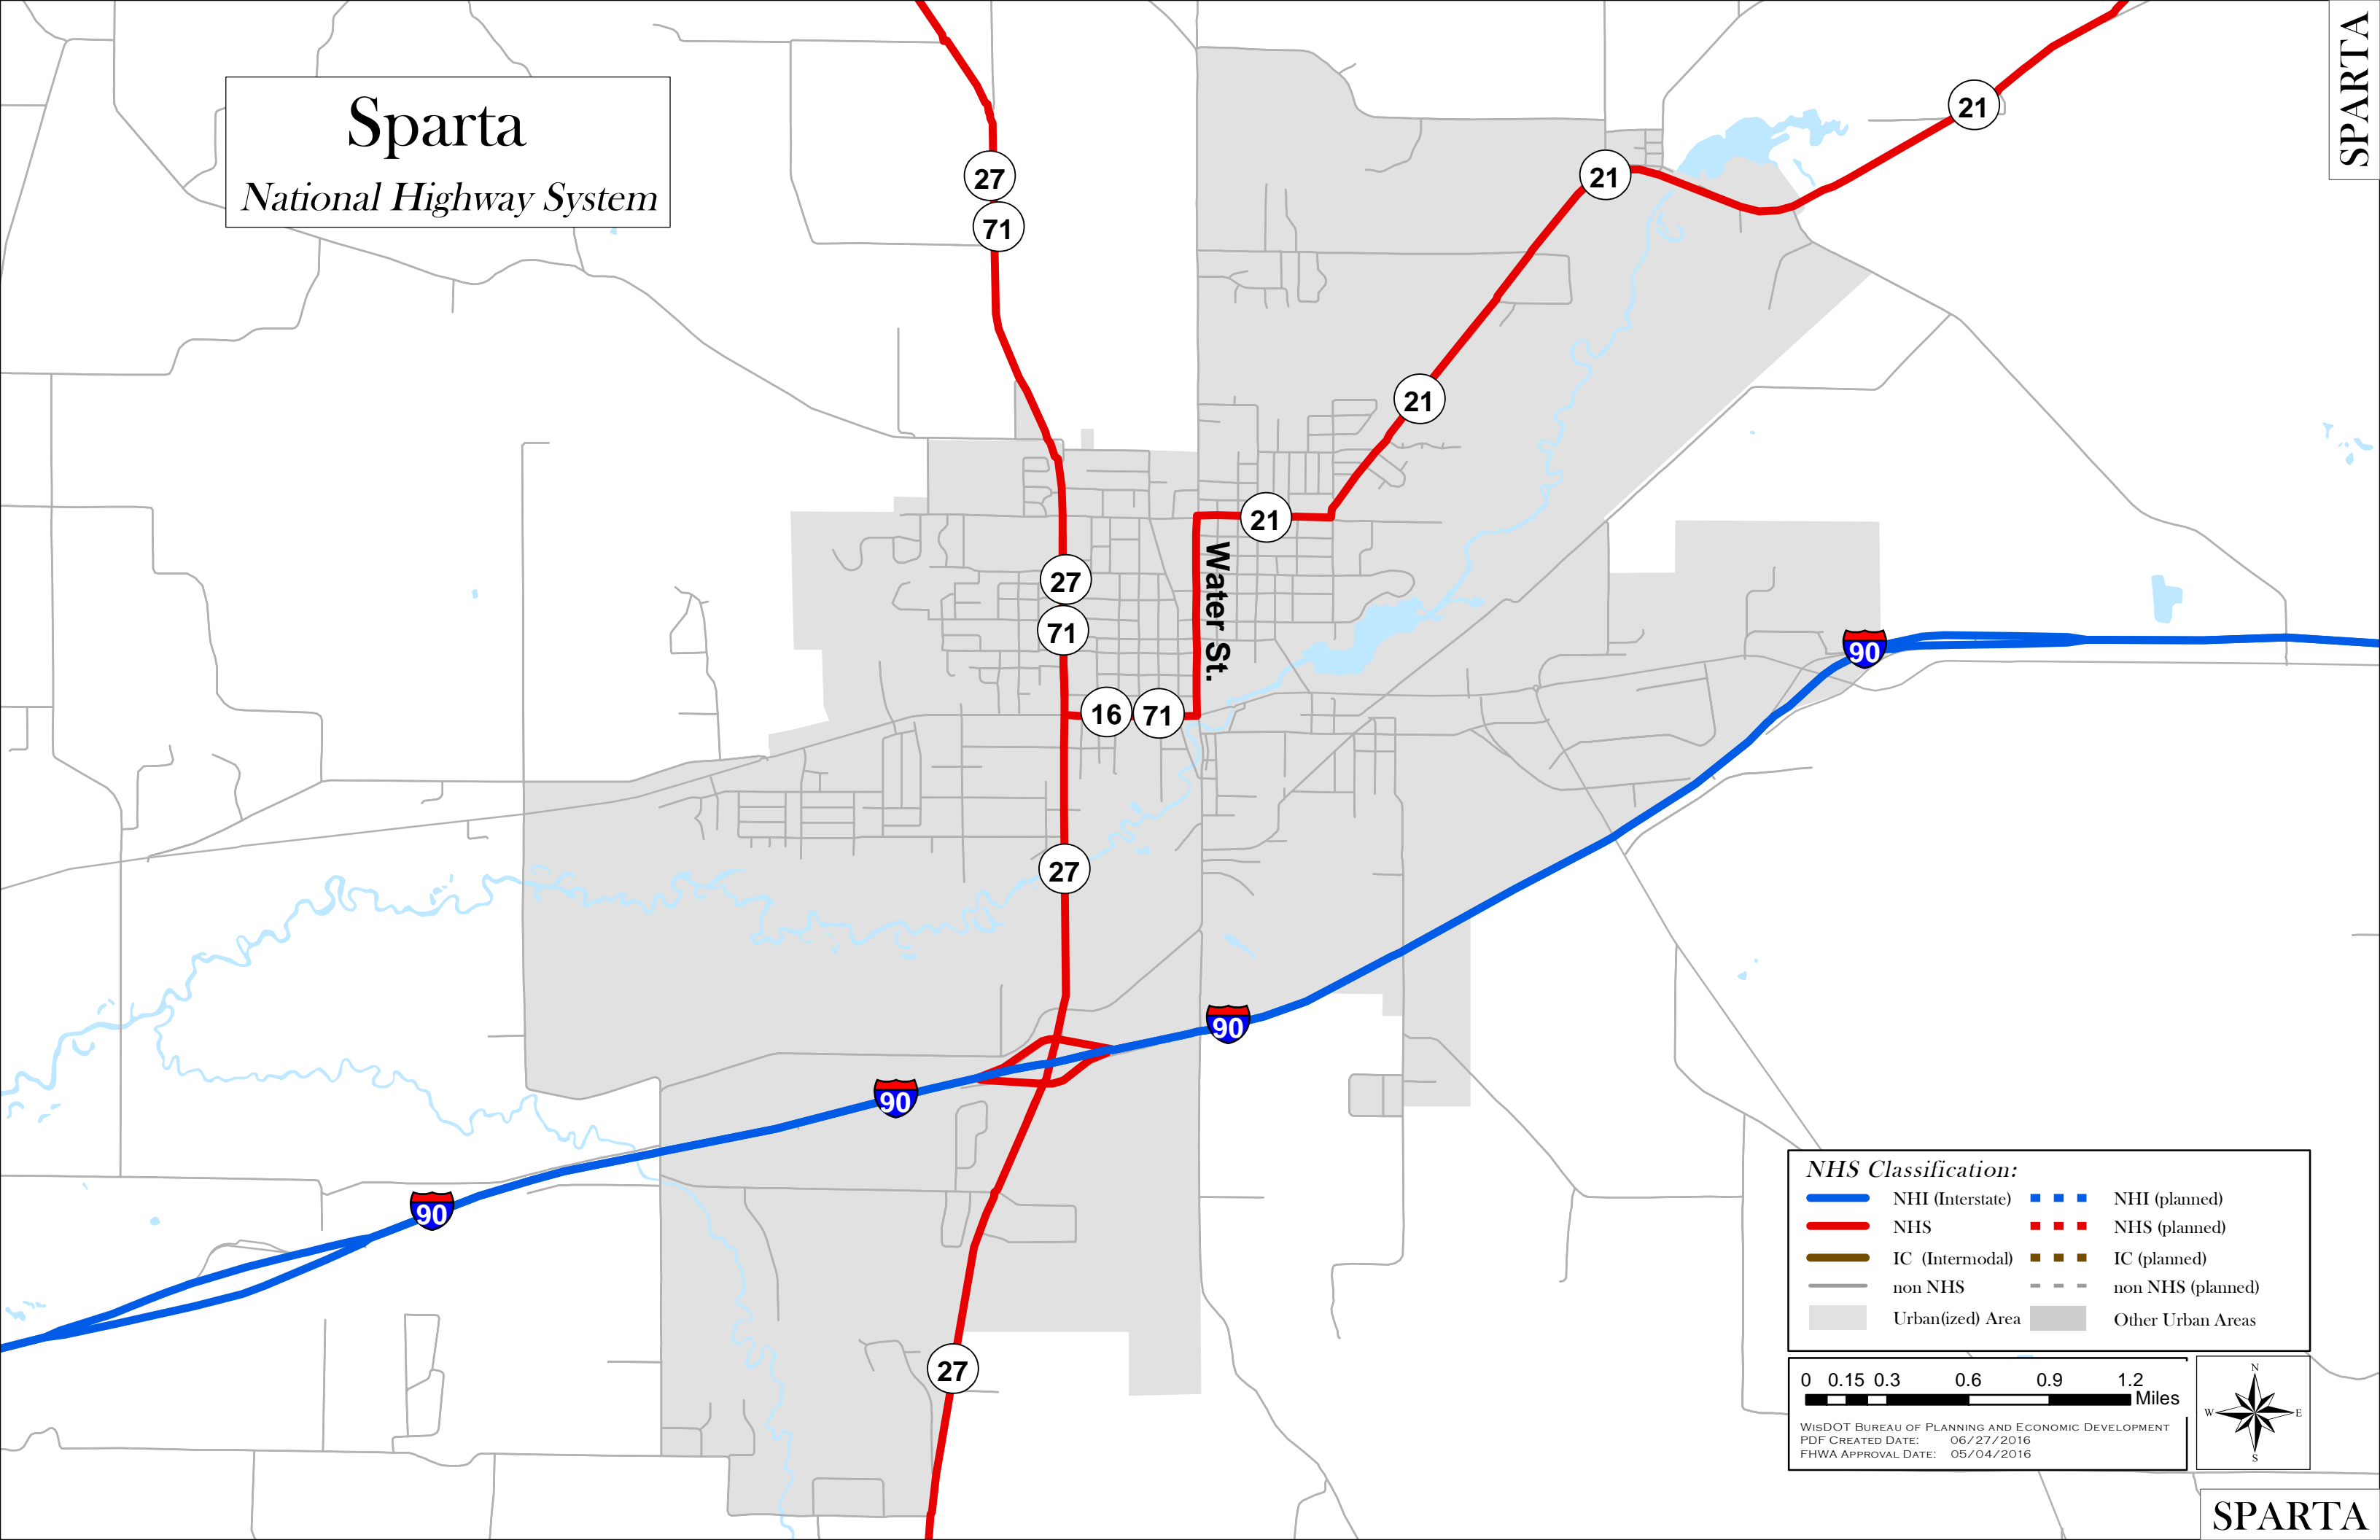 Sparta
National Highway System
SPARTA
27
71
21
21
21
21
Water St.
27
71
16
71
27
90
90
90
90
27
NHS Classification:
NHI (Interstate)
NHI (planned)
NHS
NHS (planned)
IC (Intermodal)
IC (planned)
non NHS
non NHS (planned)
Urban(ized) Area
Other Urban Areas
0 0.15 0.3 0.6 0.9 1.2
Miles
WisDOT Bureau of Planning and Economic Development
PDF Created Date: 06/27/2016
FHWA Approval Date: 05/04/2016
N
W E
S
SPARTA